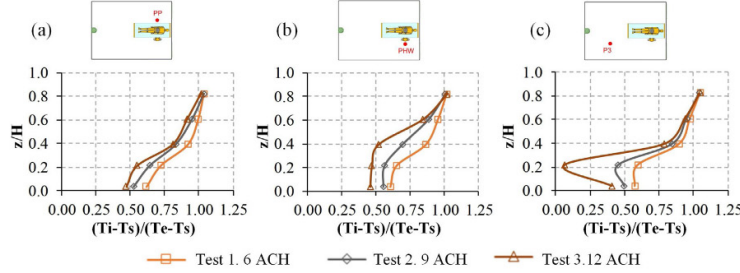 (a) PP (b) PHW (c) P3
1.0 1.0 1.0
0.8 0.8 0.8
0.6 0.6 0.6
z/H z/H z/H
0.4 0.4 0.4
0.2 0.2 0.2
0.0 0.0 0.0
0.00 0.25 0.50 0.75 1.00 1.25 0.00 0.25 0.50 0.75 1.00 1.25 0.00 0.25 0.50 0.75 1.00 1.25
(Ti-Ts)/(Te-Ts) (Ti-Ts)/(Te-Ts) (Ti-Ts)/(Te-Ts)
Test 1. 6 ACH Test 2. 9 ACH Test 3.12 ACH